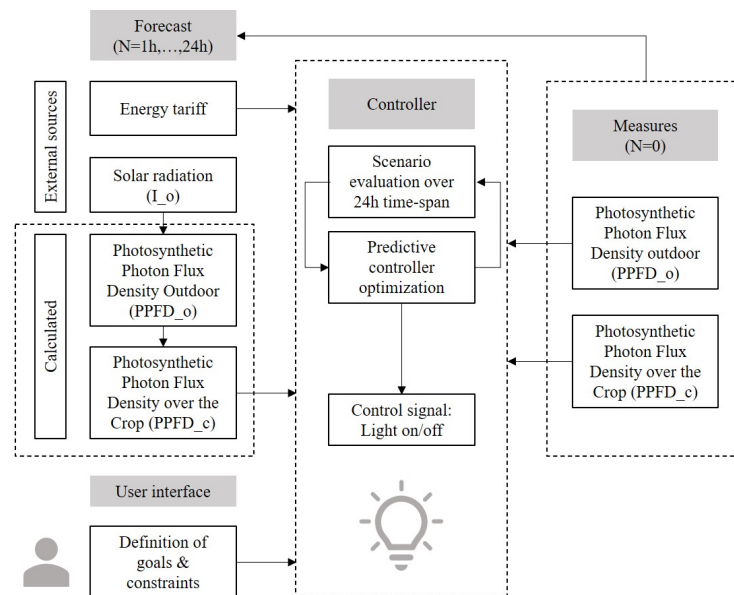 Forecast
(N=1h,…,24h)
External sources
Energy tariff
Solar radiation
(I_o)
Calculated
Photosynthetic
Photon Flux
Density Outdoor
(PPFD_o)
Photosynthetic
Photon Flux
Density over the
Crop (PPFD_c)
User interface
Definition of
goals &
constraints
Controller
Scenario
evaluation over
24h time-span
Predictive
controller
optimization
Control signal:
Light on/off
Measures
(N=0)
Photosynthetic
Photon Flux
Density outdoor
(PPFD_o)
Photosynthetic
Photon Flux
Density over the
Crop (PPFD_c)